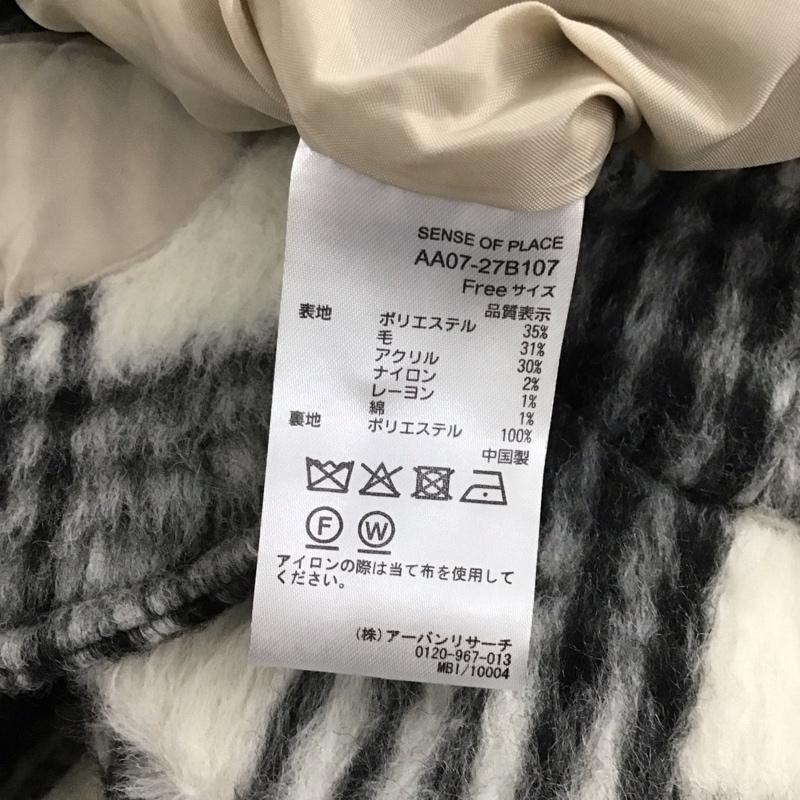 SENSE OF PLACE
AA07-27B107
Free サイズ
品質表示
表地 ポリエステル 35%
毛 31%
アクリル 30%
ナイロン 2%
レーヨン 1%
綿 1%
裏地 ポリエステル 100%
中国製
F W
アイロンの際は当て布を使用して
ください。
(株)アーバンリサーチ
0120-967-013
MBI/10004